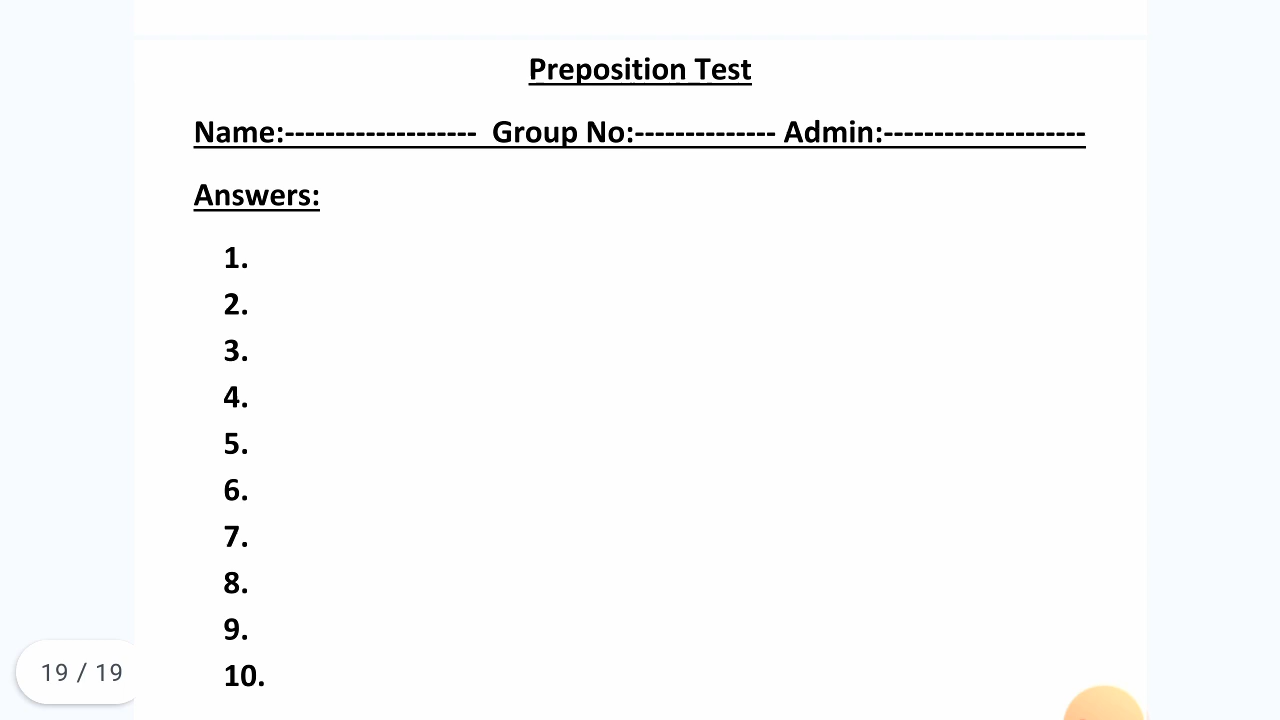 Preposition Test
Name:------------------- Group No:-------------- Admin:--------------------
Answers:
1.
2.
3.
4.
5.
6.
7.
8.
9.
10.
19 / 19